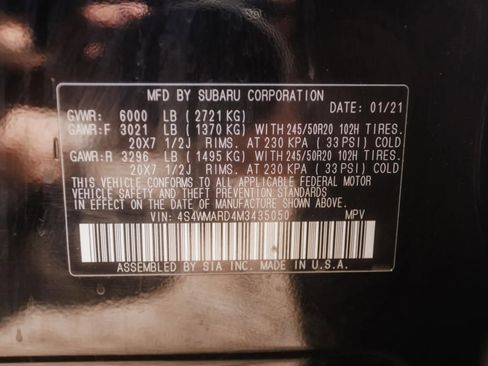 MFD BY SUBARU CORPORATION
DATE: 01/21
GVWR: 6000 LB (2721 KG)
GAWR:F 3021 LB (1370 KG) WITH 245/50R20 102H TIRES.
20X7 1/2J RIMS. AT 230 KPA (33 PSI) COLD
GAWR:R 3296 LB (1495 KG) WITH 245/50R20 102H TIRES.
20X7 1/2J RIMS. AT 230 KPA (33 PSI) COLD
THIS VEHICLE CONFORMS TO ALL APPLICABLE FEDERAL MOTOR
VEHICLE SAFETY AND THEFT PREVENTION STANDARDS
IN EFFECT ON THE DATE OF MANUFACTURE SHOWN ABOVE.
VIN: 4S4WMARD4M3435050 MPV
ASSEMBLED BY SIA INC. MADE IN U.S.A.